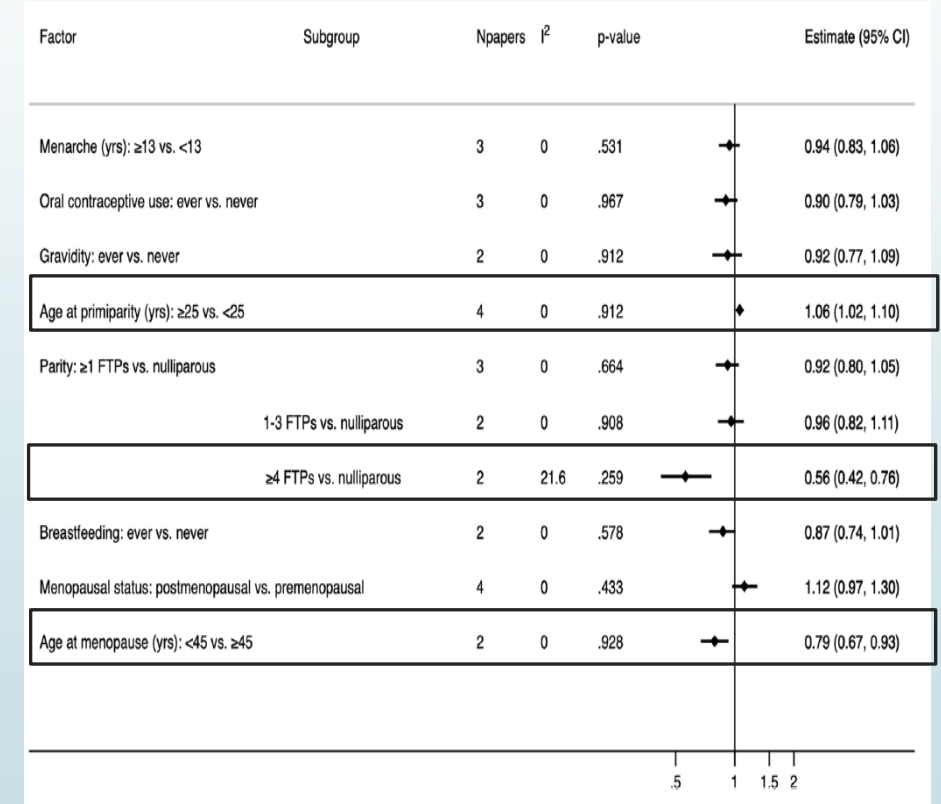 Factor Subgroup Npapers I² p-value Estimate (95% CI)
Menarche (yrs): ≥13 vs. <13 3 0 .531 0.94 (0.83, 1.06)
Oral contraceptive use: ever vs. never 3 0 .967 0.90 (0.79, 1.03)
Gravidity: ever vs. never 2 0 .912 0.92 (0.77, 1.09)
Age at primiparity (yrs): ≥25 vs. <25 4 0 .912 1.06 (1.02, 1.10)
Parity: ≥1 FTPs vs. nulliparous 3 0 .664 0.92 (0.80, 1.05)
1-3 FTPs vs. nulliparous 2 0 .908 0.96 (0.82, 1.11)
≥4 FTPs vs. nulliparous 2 21.6 .259 0.56 (0.42, 0.76)
Breastfeeding: ever vs. never 2 0 .578 0.87 (0.74, 1.01)
Menopausal status: postmenopausal vs. premenopausal 4 0 .433 1.12 (0.97, 1.30)
Age at menopause (yrs): <45 vs. ≥45 2 0 .928 0.79 (0.67, 0.93)
.5 1 1.5 2